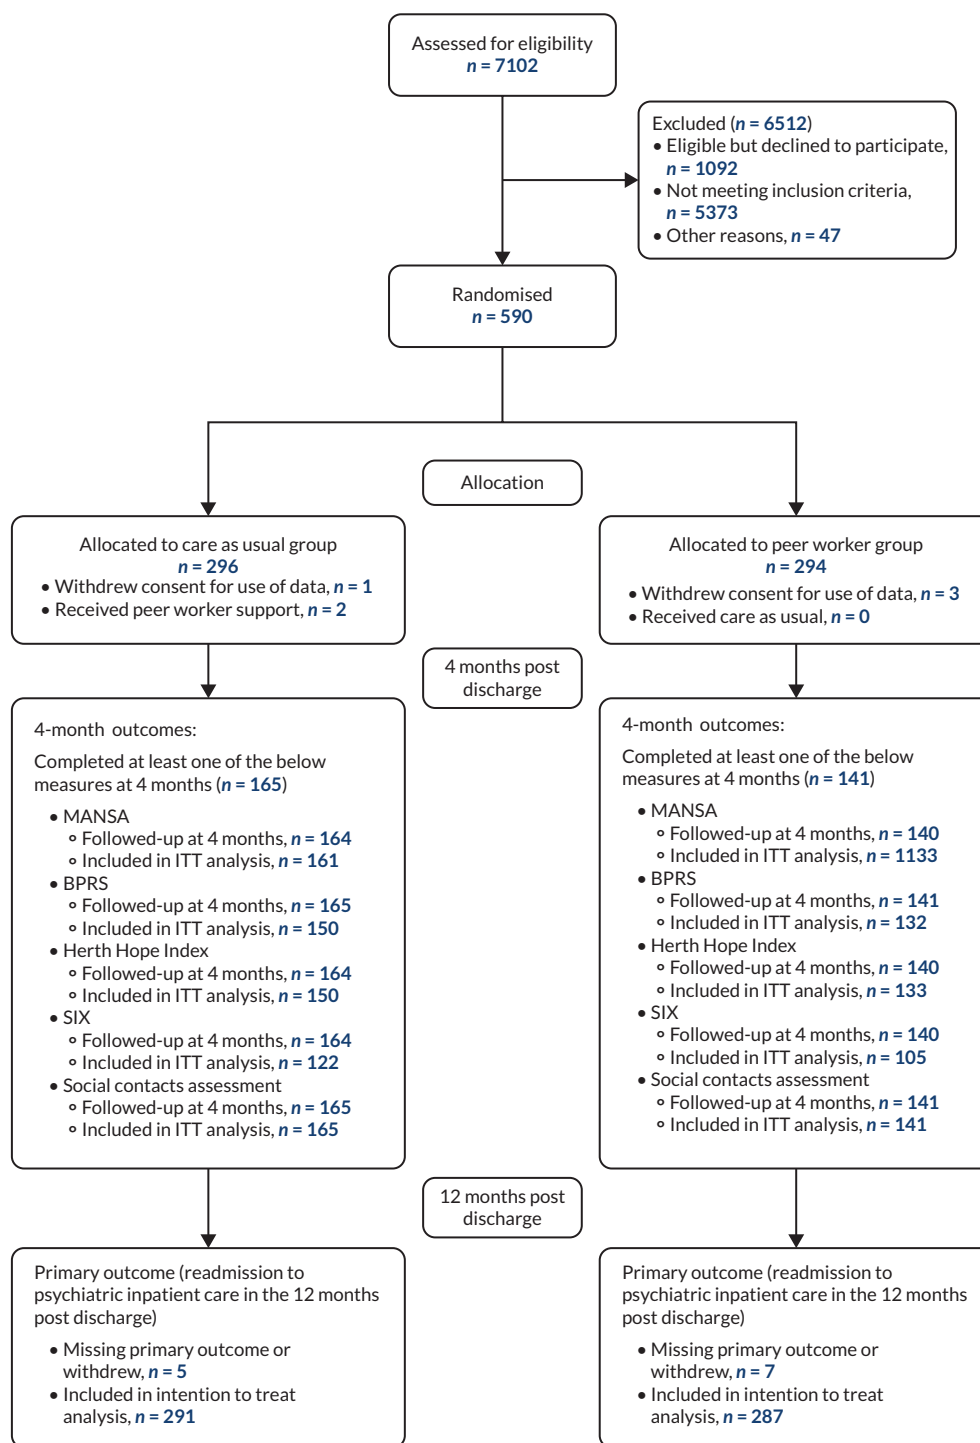 Assessed for eligibility
n = 7102
Excluded (n = 6512)
• Eligible but declined to participate,
n = 1092
• Not meeting inclusion criteria,
n = 5373
• Other reasons, n = 47
Randomised
n = 590
Allocation
Allocated to care as usual group
n = 296
• Withdrew consent for use of data, n = 1
• Received peer worker support, n = 2
Allocated to peer worker group
n = 294
• Withdrew consent for use of data, n = 3
• Received care as usual, n = 0
4 months post
discharge
4-month outcomes:
Completed at least one of the below
measures at 4 months (n = 165)
• MANSA
° Followed-up at 4 months, n = 164
° Included in ITT analysis, n = 161
• BPRS
° Followed-up at 4 months, n = 165
° Included in ITT analysis, n = 150
• Herth Hope Index
° Followed-up at 4 months, n = 164
° Included in ITT analysis, n = 150
• SIX
° Followed-up at 4 months, n = 164
° Included in ITT analysis, n = 122
• Social contacts assessment
° Followed-up at 4 months, n = 165
° Included in ITT analysis, n = 165
4-month outcomes:
Completed at least one of the below
measures at 4 months (n = 141)
• MANSA
° Followed-up at 4 months, n = 140
° Included in ITT analysis, n = 1133
• BPRS
° Followed-up at 4 months, n = 141
° Included in ITT analysis, n = 132
• Herth Hope Index
° Followed-up at 4 months, n = 140
° Included in ITT analysis, n = 133
• SIX
° Followed-up at 4 months, n = 140
° Included in ITT analysis, n = 105
• Social contacts assessment
° Followed-up at 4 months, n = 141
° Included in ITT analysis, n = 141
12 months post
discharge
Primary outcome (readmission to
psychiatric inpatient care in the 12 months
post discharge)
• Missing primary outcome or
withdrew, n = 5
• Included in intention to treat
analysis, n = 291
Primary outcome (readmission to
psychiatric inpatient care in the 12 months
post discharge)
• Missing primary outcome or
withdrew, n = 7
• Included in intention to treat
analysis, n = 287